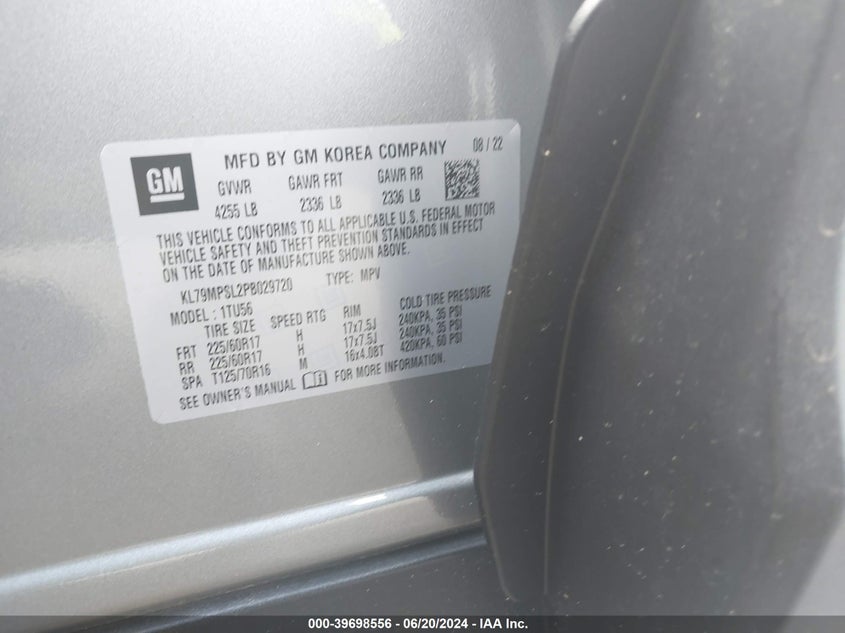 GM
MFD BY GM KOREA COMPANY 08 / 22
GVWR GAWR FRT GAWR RR
4255 LB 2336 LB 2336 LB
THIS VEHICLE CONFORMS TO ALL APPLICABLE U.S. FEDERAL MOTOR
VEHICLE SAFETY AND THEFT PREVENTION STANDARDS IN EFFECT
ON THE DATE OF MANUFACTURE SHOWN ABOVE.
KL79MPSL2PB029720 TYPE: MPV
MODEL : 1TU56
TIRE SIZE SPEED RTG RIM COLD TIRE PRESSURE
FRT 225/60R17 H 17x7.5J 240KPA, 35 PSI
RR 225/60R17 H 17x7.5J 240KPA, 35 PSI
SPA T125/70R16 M 16x4.0BT 420KPA, 60 PSI
SEE OWNER'S MANUAL FOR MORE INFORMATION.
000-39698556 - 06/20/2024 - IAA Inc.